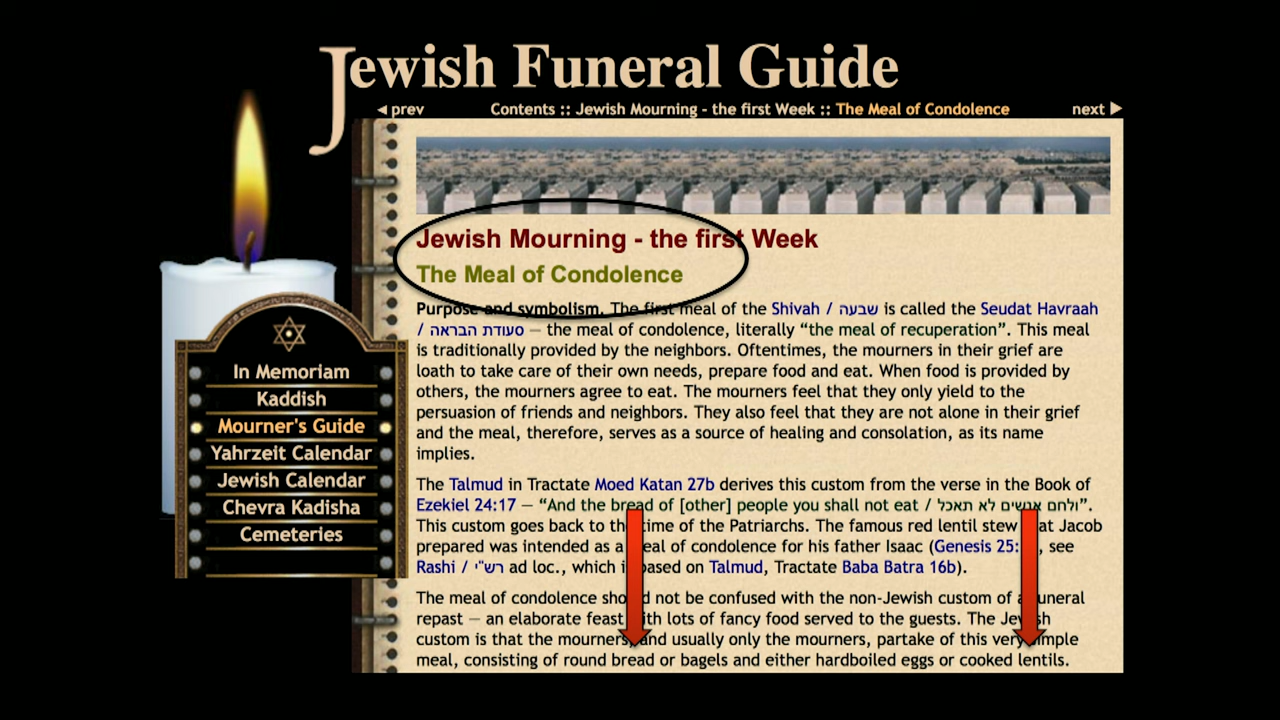 Jewish Funeral Guide
◄ prev Contents :: Jewish Mourning - the first Week :: The Meal of Condolence next ►
Jewish Mourning - the first Week
The Meal of Condolence
Purpose and symbolism. The first meal of the Shivah / שבעה is called the Seudat Havraah
/ סעודת הבראה — the meal of condolence, literally “the meal of recuperation”. This meal
is traditionally provided by the neighbors. Oftentimes, the mourners in their grief are
loath to take care of their own needs, prepare food and eat. When food is provided by
others, the mourners agree to eat. The mourners feel that they only yield to the
persuasion of friends and neighbors. They also feel that they are not alone in their grief
and the meal, therefore, serves as a source of healing and consolation, as its name
implies.
The Talmud in Tractate Moed Katan 27b derives this custom from the verse in the Book of
Ezekiel 24:17 — “And the bread of [other] people you shall not eat / ולחם אנשים לא תאכל”.
This custom goes back to the time of the Patriarchs. The famous red lentil stew that Jacob
prepared was intended as a meal of condolence for his father Isaac (Genesis 25: , see
Rashi / רש"י ad loc., which is based on Talmud, Tractate Baba Batra 16b).
The meal of condolence should not be confused with the non-Jewish custom of a funeral
repast — an elaborate feast with lots of fancy food served to the guests. The Jewish
custom is that the mourners, and usually only the mourners, partake of this very simple
meal, consisting of round bread or bagels and either hardboiled eggs or cooked lentils.
In Memoriam
Kaddish
Mourner's Guide
Yahrzeit Calendar
Jewish Calendar
Chevra Kadisha
Cemeteries